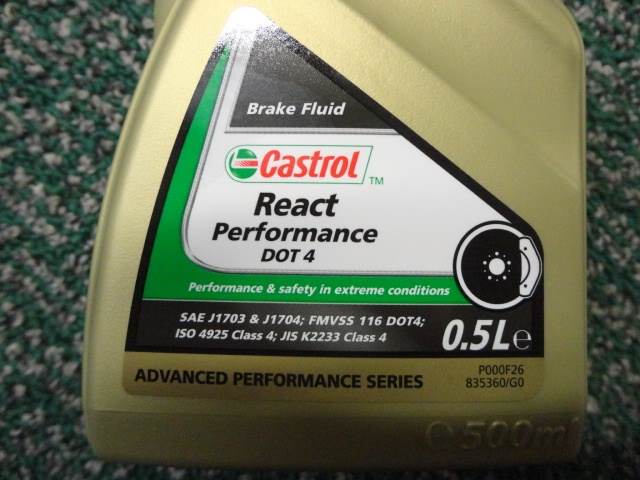 Brake Fluid
Castrol
TM
React
Performance
DOT 4
Performance & safety in extreme conditions
SAE J1703 & J1704; FMVSS 116 DOT4;
ISO 4925 Class 4; JIS K2233 Class 4
0.5L℮
P000F26
835360/G0
ADVANCED PERFORMANCE SERIES
℮500ml